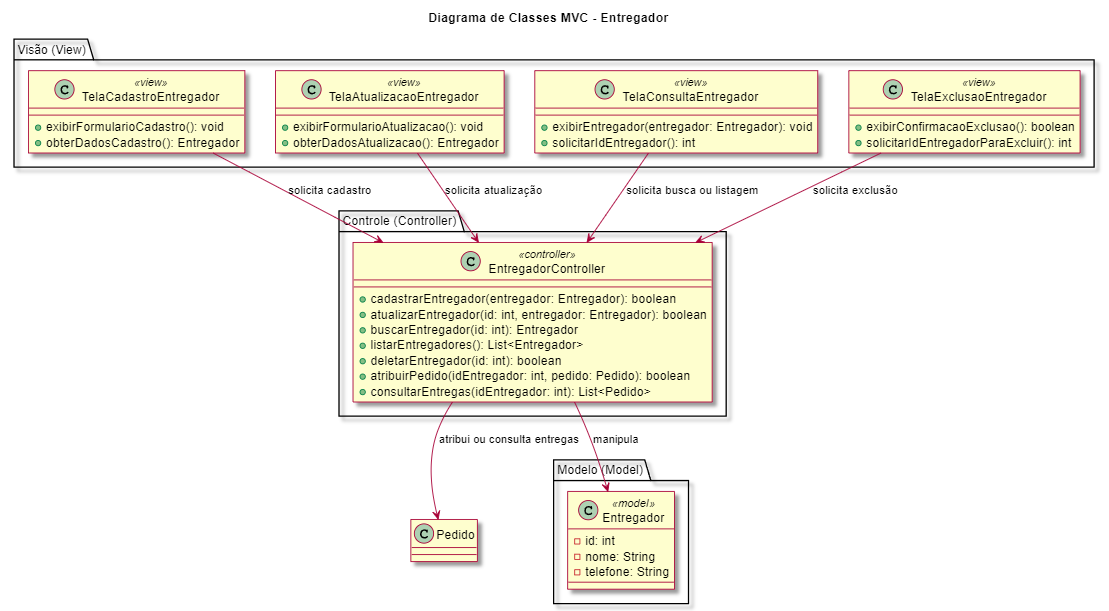 Diagrama de Classes MVC - Entregador
Visão (View)
C
«view»
TelaCadastroEntregador
exibirFormularioCadastro(): void
obterDadosCadastro(): Entregador
C
«view»
TelaAtualizacaoEntregador
exibirFormularioAtualizacao(): void
obterDadosAtualizacao(): Entregador
C
«view»
TelaConsultaEntregador
exibirEntregador(entregador: Entregador): void
solicitarIdEntregador(): int
C
«view»
TelaExclusaoEntregador
exibirConfirmacaoExclusao(): boolean
solicitarIdEntregadorParaExcluir(): int
solicita cadastro
solicita atualização
solicita busca ou listagem
solicita exclusão
Controle (Controller)
C
«controller»
EntregadorController
cadastrarEntregador(entregador: Entregador): boolean
atualizarEntregador(id: int, entregador: Entregador): boolean
buscarEntregador(id: int): Entregador
listarEntregadores(): List<Entregador>
deletarEntregador(id: int): boolean
atribuirPedido(idEntregador: int, pedido: Pedido): boolean
consultarEntregas(idEntregador: int): List<Pedido>
atribui ou consulta entregas
manipula
C
Pedido
Modelo (Model)
C
«model»
Entregador
id: int
nome: String
telefone: String